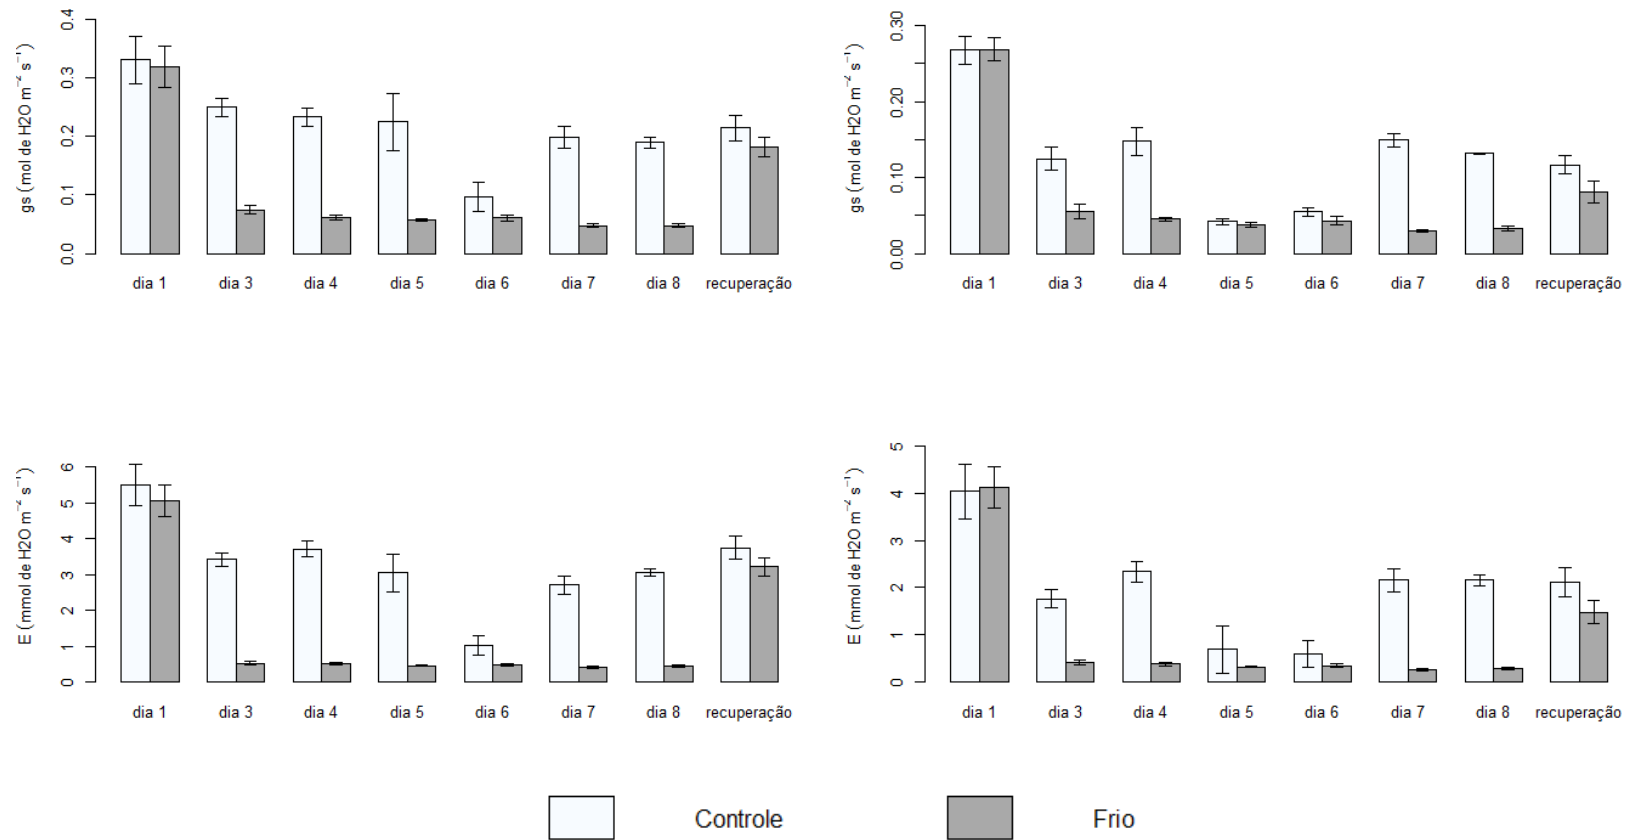 gs (mol de H2O m⁻² s⁻¹)
0.0 0.1 0.2 0.3 0.4
dia 1 dia 3 dia 4 dia 5 dia 6 dia 7 dia 8 recuperação
gs (mol de H2O m⁻² s⁻¹)
0.00 0.10 0.20 0.30
dia 1 dia 3 dia 4 dia 5 dia 6 dia 7 dia 8 recuperação
E (mmol de H2O m⁻² s⁻¹)
0 1 2 3 4 5 6
dia 1 dia 3 dia 4 dia 5 dia 6 dia 7 dia 8 recuperação
E (mmol de H2O m⁻² s⁻¹)
0 1 2 3 4 5
dia 1 dia 3 dia 4 dia 5 dia 6 dia 7 dia 8 recuperação
Controle Frio